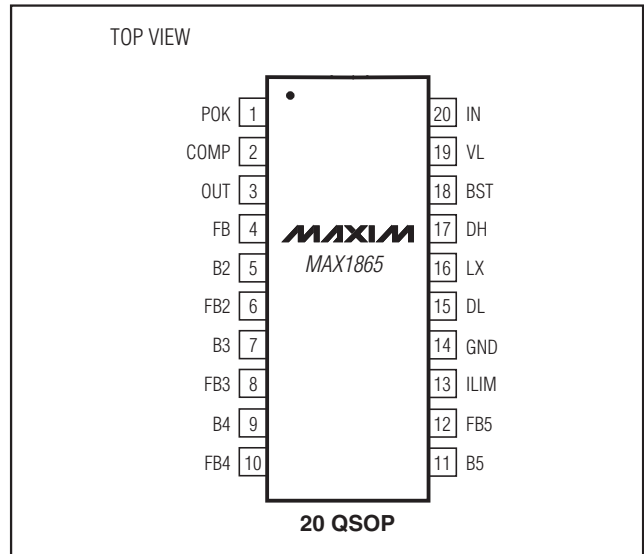 TOP VIEW
POK 1
COMP 2
OUT 3
FB 4
B2 5
FB2 6
B3 7
FB3 8
B4 9
FB4 10
MAXIM
MAX1865
20 IN
19 VL
18 BST
17 DH
16 LX
15 DL
14 GND
13 ILIM
12 FB5
11 B5
20 QSOP